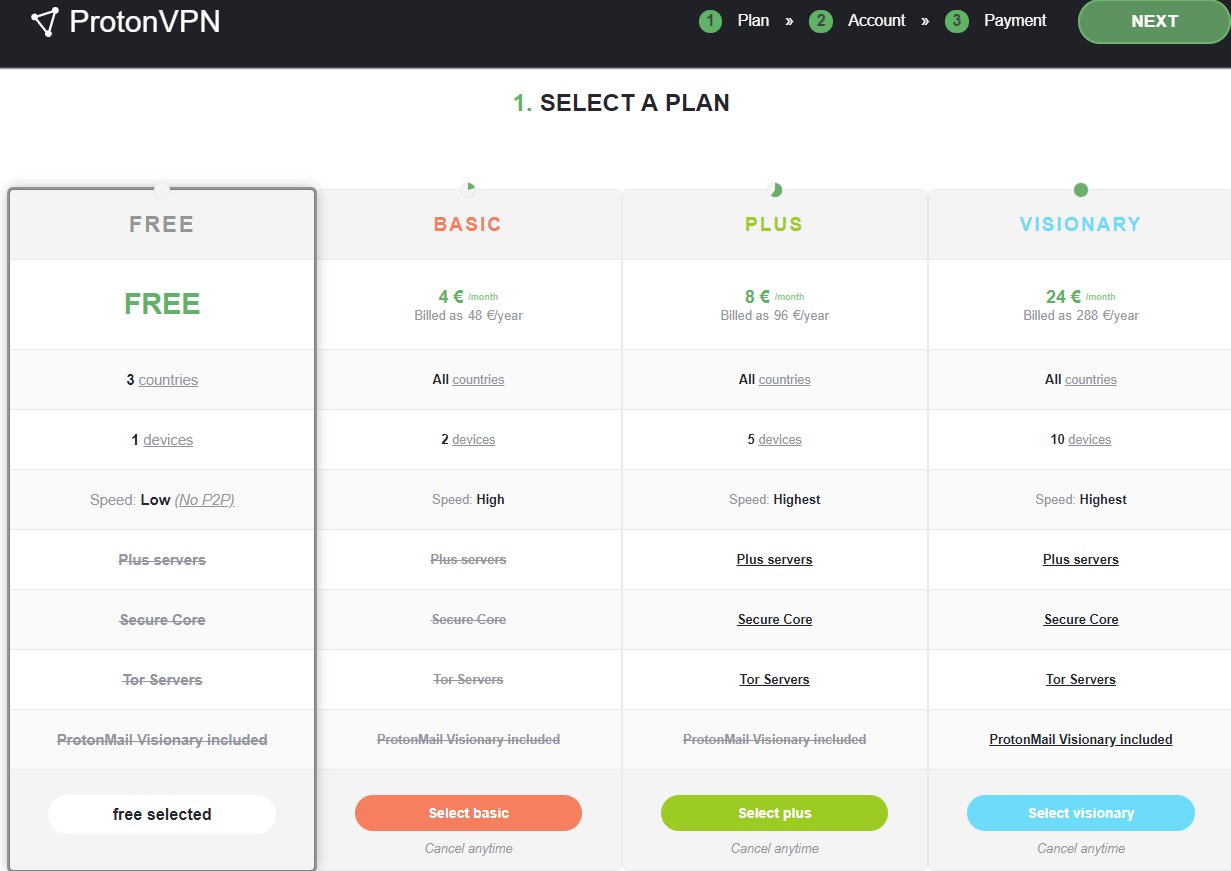 ProtonVPN
1 Plan » 2 Account » 3 Payment
NEXT
1. SELECT A PLAN
FREE
FREE
3 countries
1 devices
Speed: Low (No P2P)
Plus servers
Secure Core
Tor Servers
ProtonMail Visionary included
free selected
BASIC
4 € /month
Billed as 48 €/year
All countries
2 devices
Speed: High
Plus servers
Secure Core
Tor Servers
ProtonMail Visionary included
Select basic
Cancel anytime
PLUS
8 € /month
Billed as 96 €/year
All countries
5 devices
Speed: Highest
Plus servers
Secure Core
Tor Servers
ProtonMail Visionary included
Select plus
Cancel anytime
VISIONARY
24 € /month
Billed as 288 €/year
All countries
10 devices
Speed: Highest
Plus servers
Secure Core
Tor Servers
ProtonMail Visionary included
Select visionary
Cancel anytime